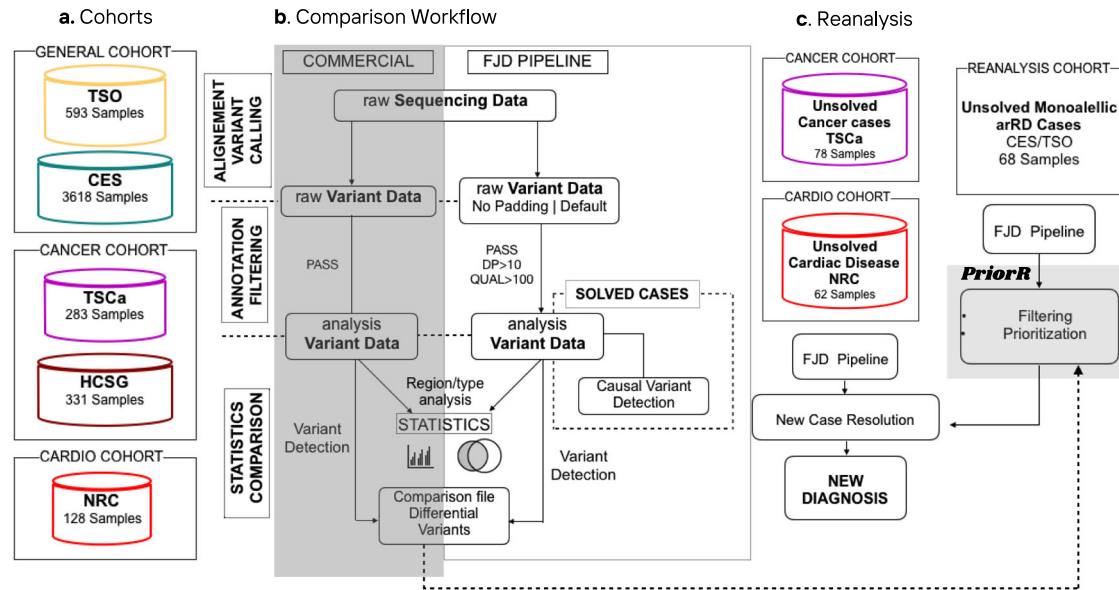 a. Cohorts
GENERAL COHORT
TSO
593 Samples
CES
3618 Samples
CANCER COHORT
TSCa
283 Samples
HCSG
331 Samples
CARDIO COHORT
NRC
128 Samples
b. Comparison Workflow
COMMERCIAL
FJD PIPELINE
ALIGNEMENT
VARIANT
CALLING
raw Sequencing Data
raw Variant Data
raw Variant Data
No Padding | Default
ANNOTATION
FILTERING
PASS
PASS
DP>10
QUAL>100
SOLVED CASES
analysis
Variant Data
analysis
Variant Data
Causal Variant
Detection
STATISTICS
COMPARISON
Region/type
analysis
STATISTICS
Variant
Detection
Variant
Detection
Comparison file
Differential
Variants
c. Reanalysis
CANCER COHORT
Unsolved
Cancer cases
TSCa
78 Samples
CARDIO COHORT
Unsolved
Cardiac Disease
NRC
62 Samples
FJD Pipeline
New Case Resolution
NEW
DIAGNOSIS
REANALYSIS COHORT
Unsolved Monoalellic
arRD Cases
CES/TSO
68 Samples
FJD Pipeline
PriorR
Filtering
Prioritization